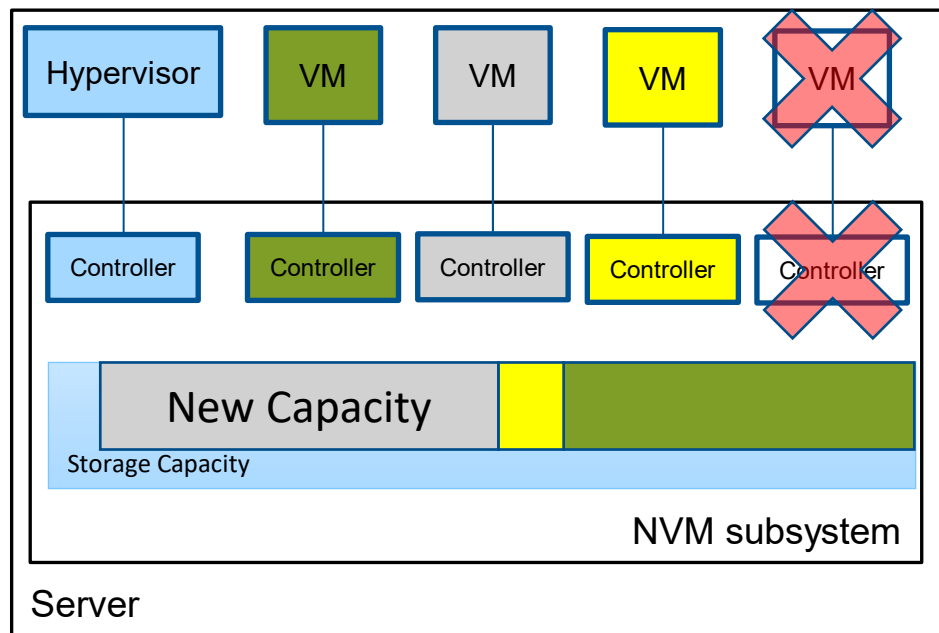 Hypervisor
VM
VM
VM
VM
Controller
Controller
Controller
Controller
Controller
New Capacity
Storage Capacity
NVM subsystem
Server